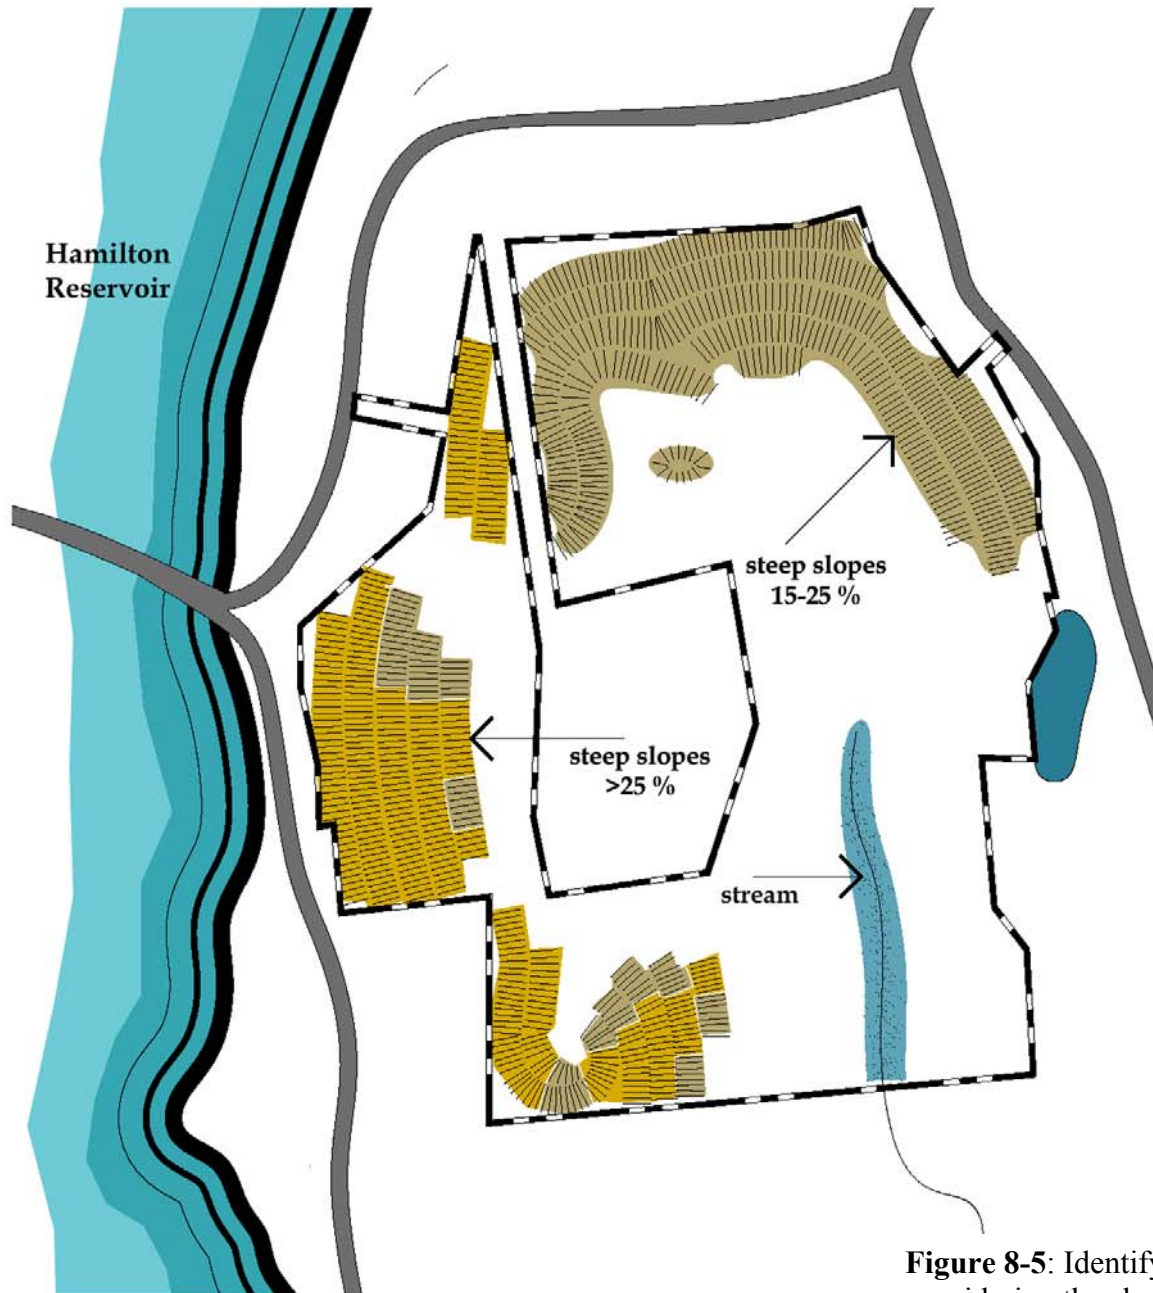 Hamilton
Reservoir
steep slopes
15-25 %
steep slopes
>25 %
stream
Figure 8-5: Identify